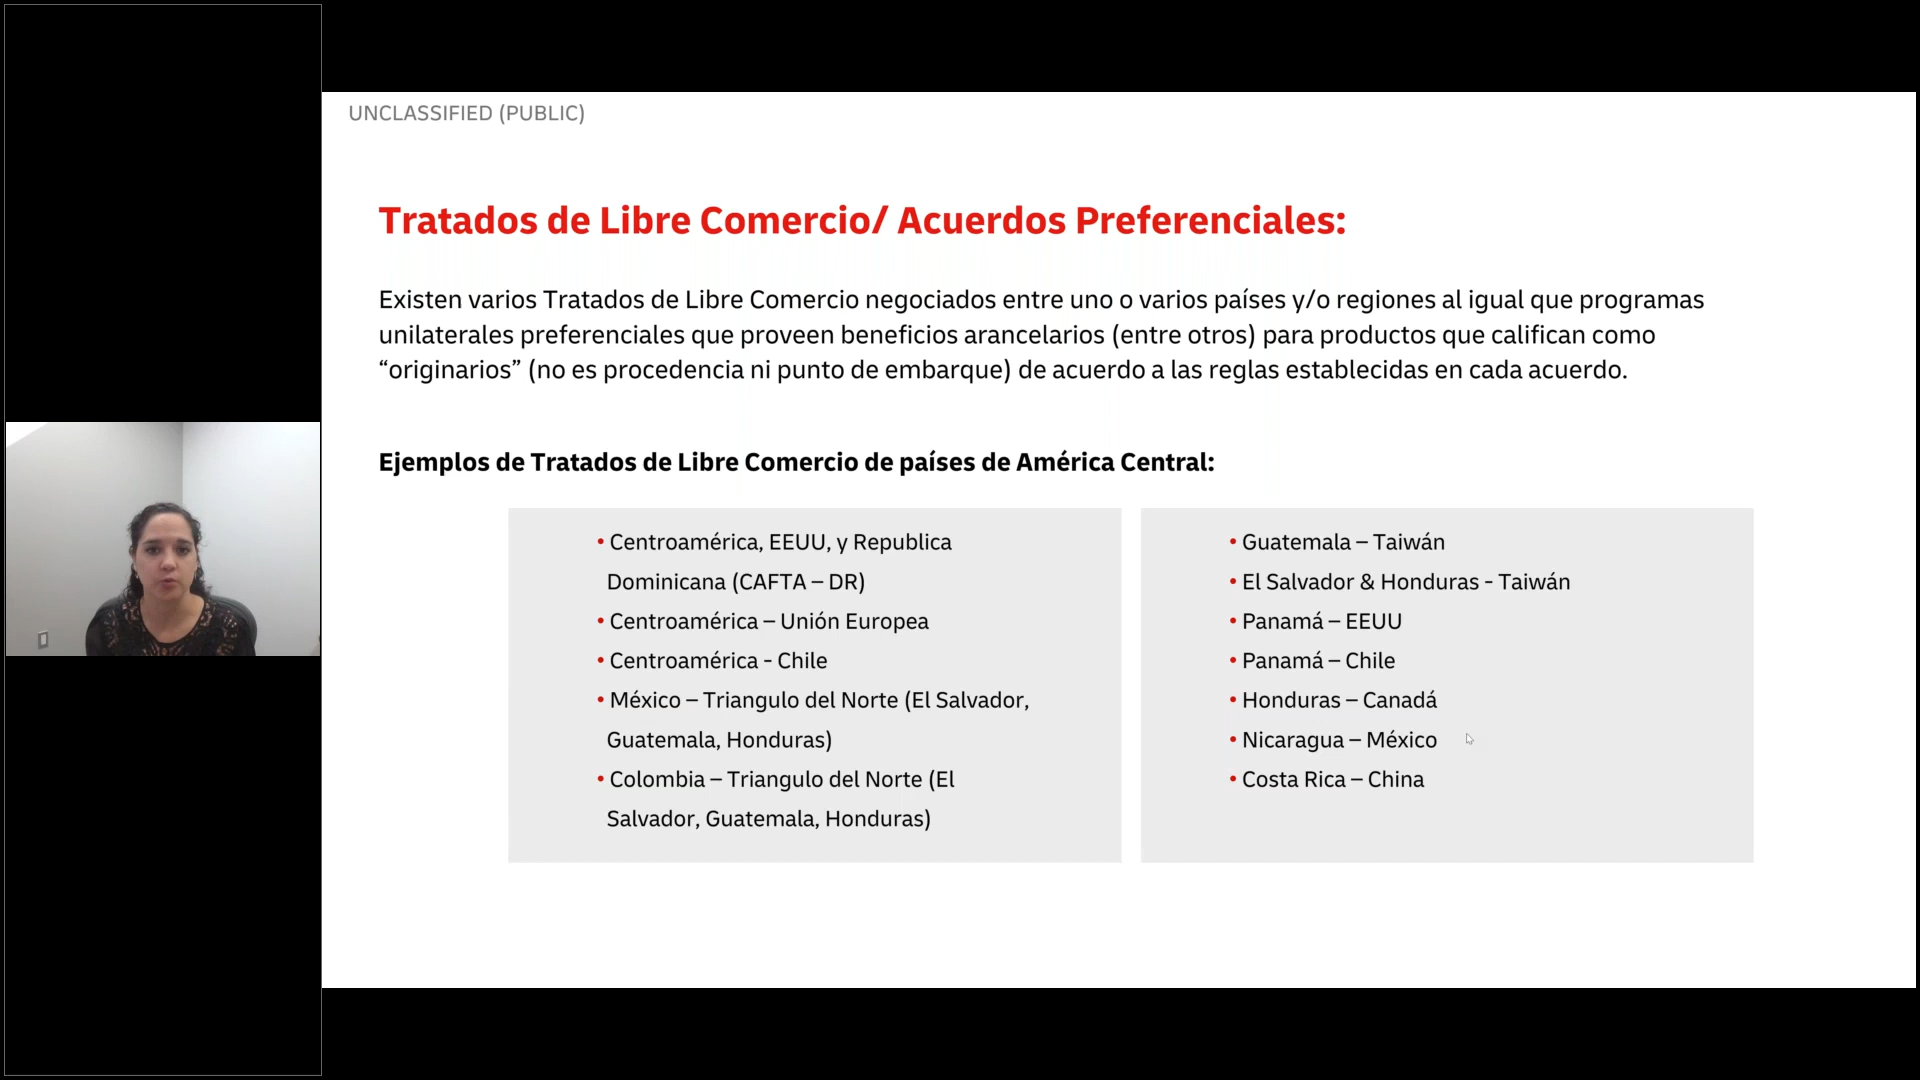 UNCLASSIFIED (PUBLIC)
Tratados de Libre Comercio/ Acuerdos Preferenciales:
Existen varios Tratados de Libre Comercio negociados entre uno o varios países y/o regiones al igual que programas
unilaterales preferenciales que proveen beneficios arancelarios (entre otros) para productos que califican como
“originarios” (no es procedencia ni punto de embarque) de acuerdo a las reglas establecidas en cada acuerdo.
Ejemplos de Tratados de Libre Comercio de países de América Central:
• Centroamérica, EEUU, y Republica
Dominicana (CAFTA – DR)
• Centroamérica – Unión Europea
• Centroamérica - Chile
• México – Triangulo del Norte (El Salvador,
Guatemala, Honduras)
• Colombia – Triangulo del Norte (El
Salvador, Guatemala, Honduras)
• Guatemala – Taiwán
• El Salvador & Honduras - Taiwán
• Panamá – EEUU
• Panamá – Chile
• Honduras – Canadá
• Nicaragua – México
• Costa Rica – China